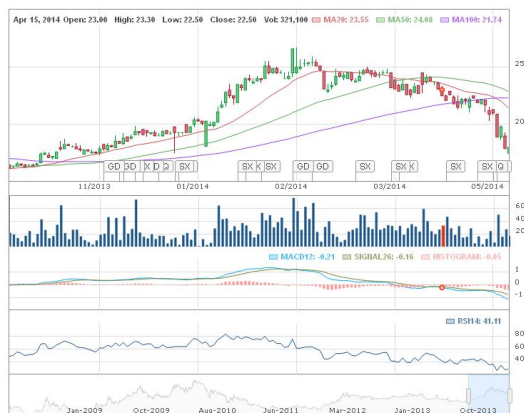 Apr 15, 2014 Open: 23.00 High: 23.30 Low: 22.50 Close: 22.50 Vol: 321,100 MA20: 23.55 MA50: 24.08 MA100: 21.74
25
20
GD GD X D Q SX SX K SX GD GD SX SX K SX SX Q
11/2013 01/2014 02/2014 03/2014 05/2014
MACD12: -0.21 SIGNAL26: -0.16 HISTOGRAM: -0.05
1
0
-1
RSI14: 41.11
80
60
40
Jan-2009 Oct-2009 Aug-2010 Jun-2011 Mar-2012 Jan-2013 Oct-2013